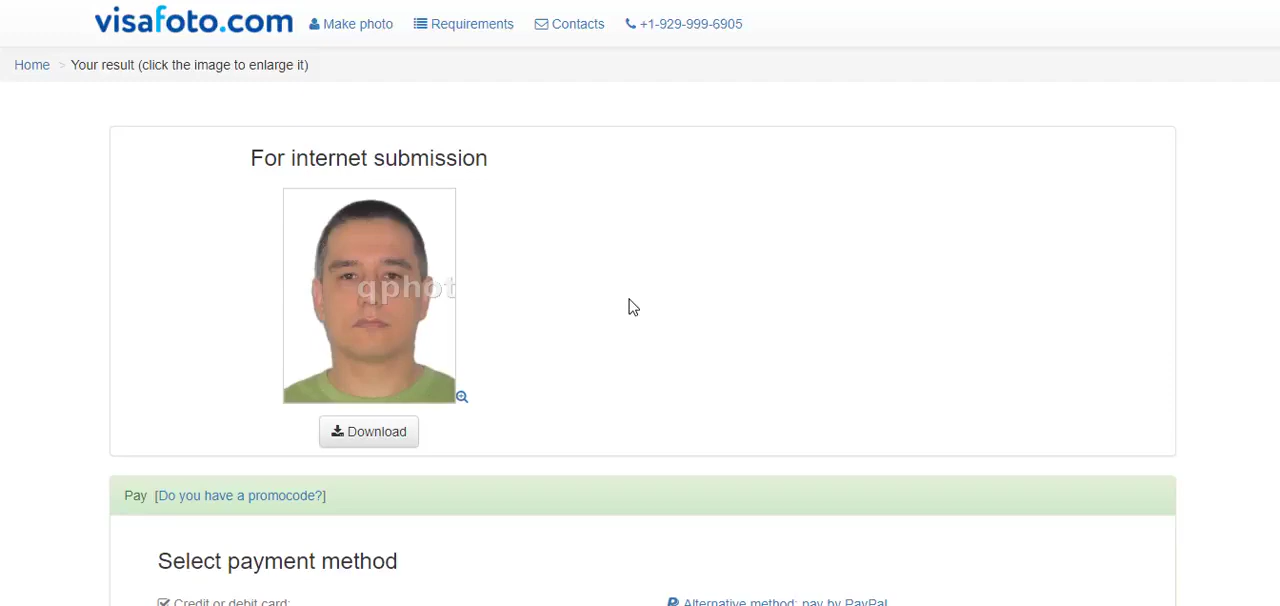 visafoto.com Make photo Requirements Contacts +1-929-999-6905
Home > Your result (click the image to enlarge it)
For internet submission
qphot
Download
Pay [Do you have a promocode?]
Select payment method
Credit or debit card: Alternative method: pay by PayPal